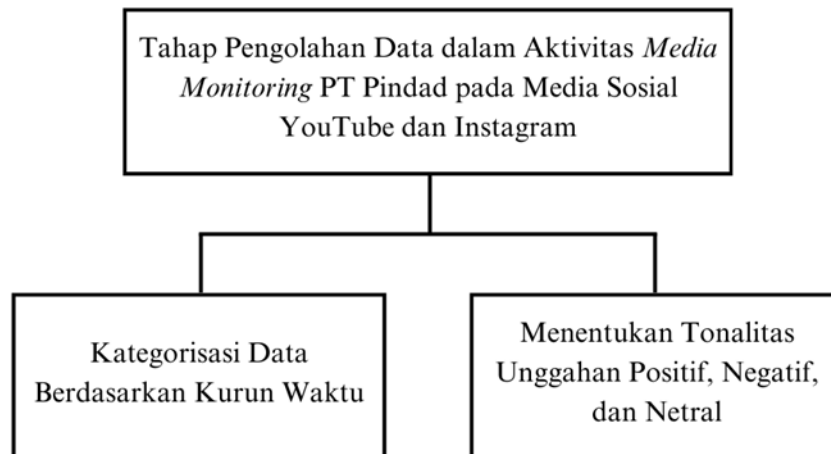 Tahap Pengolahan Data dalam Aktivitas Media
Monitoring PT Pindad pada Media Sosial
YouTube dan Instagram
Kategorisasi Data
Berdasarkan Kurun Waktu
Menentukan Tonalitas
Unggahan Positif, Negatif,
dan Netral